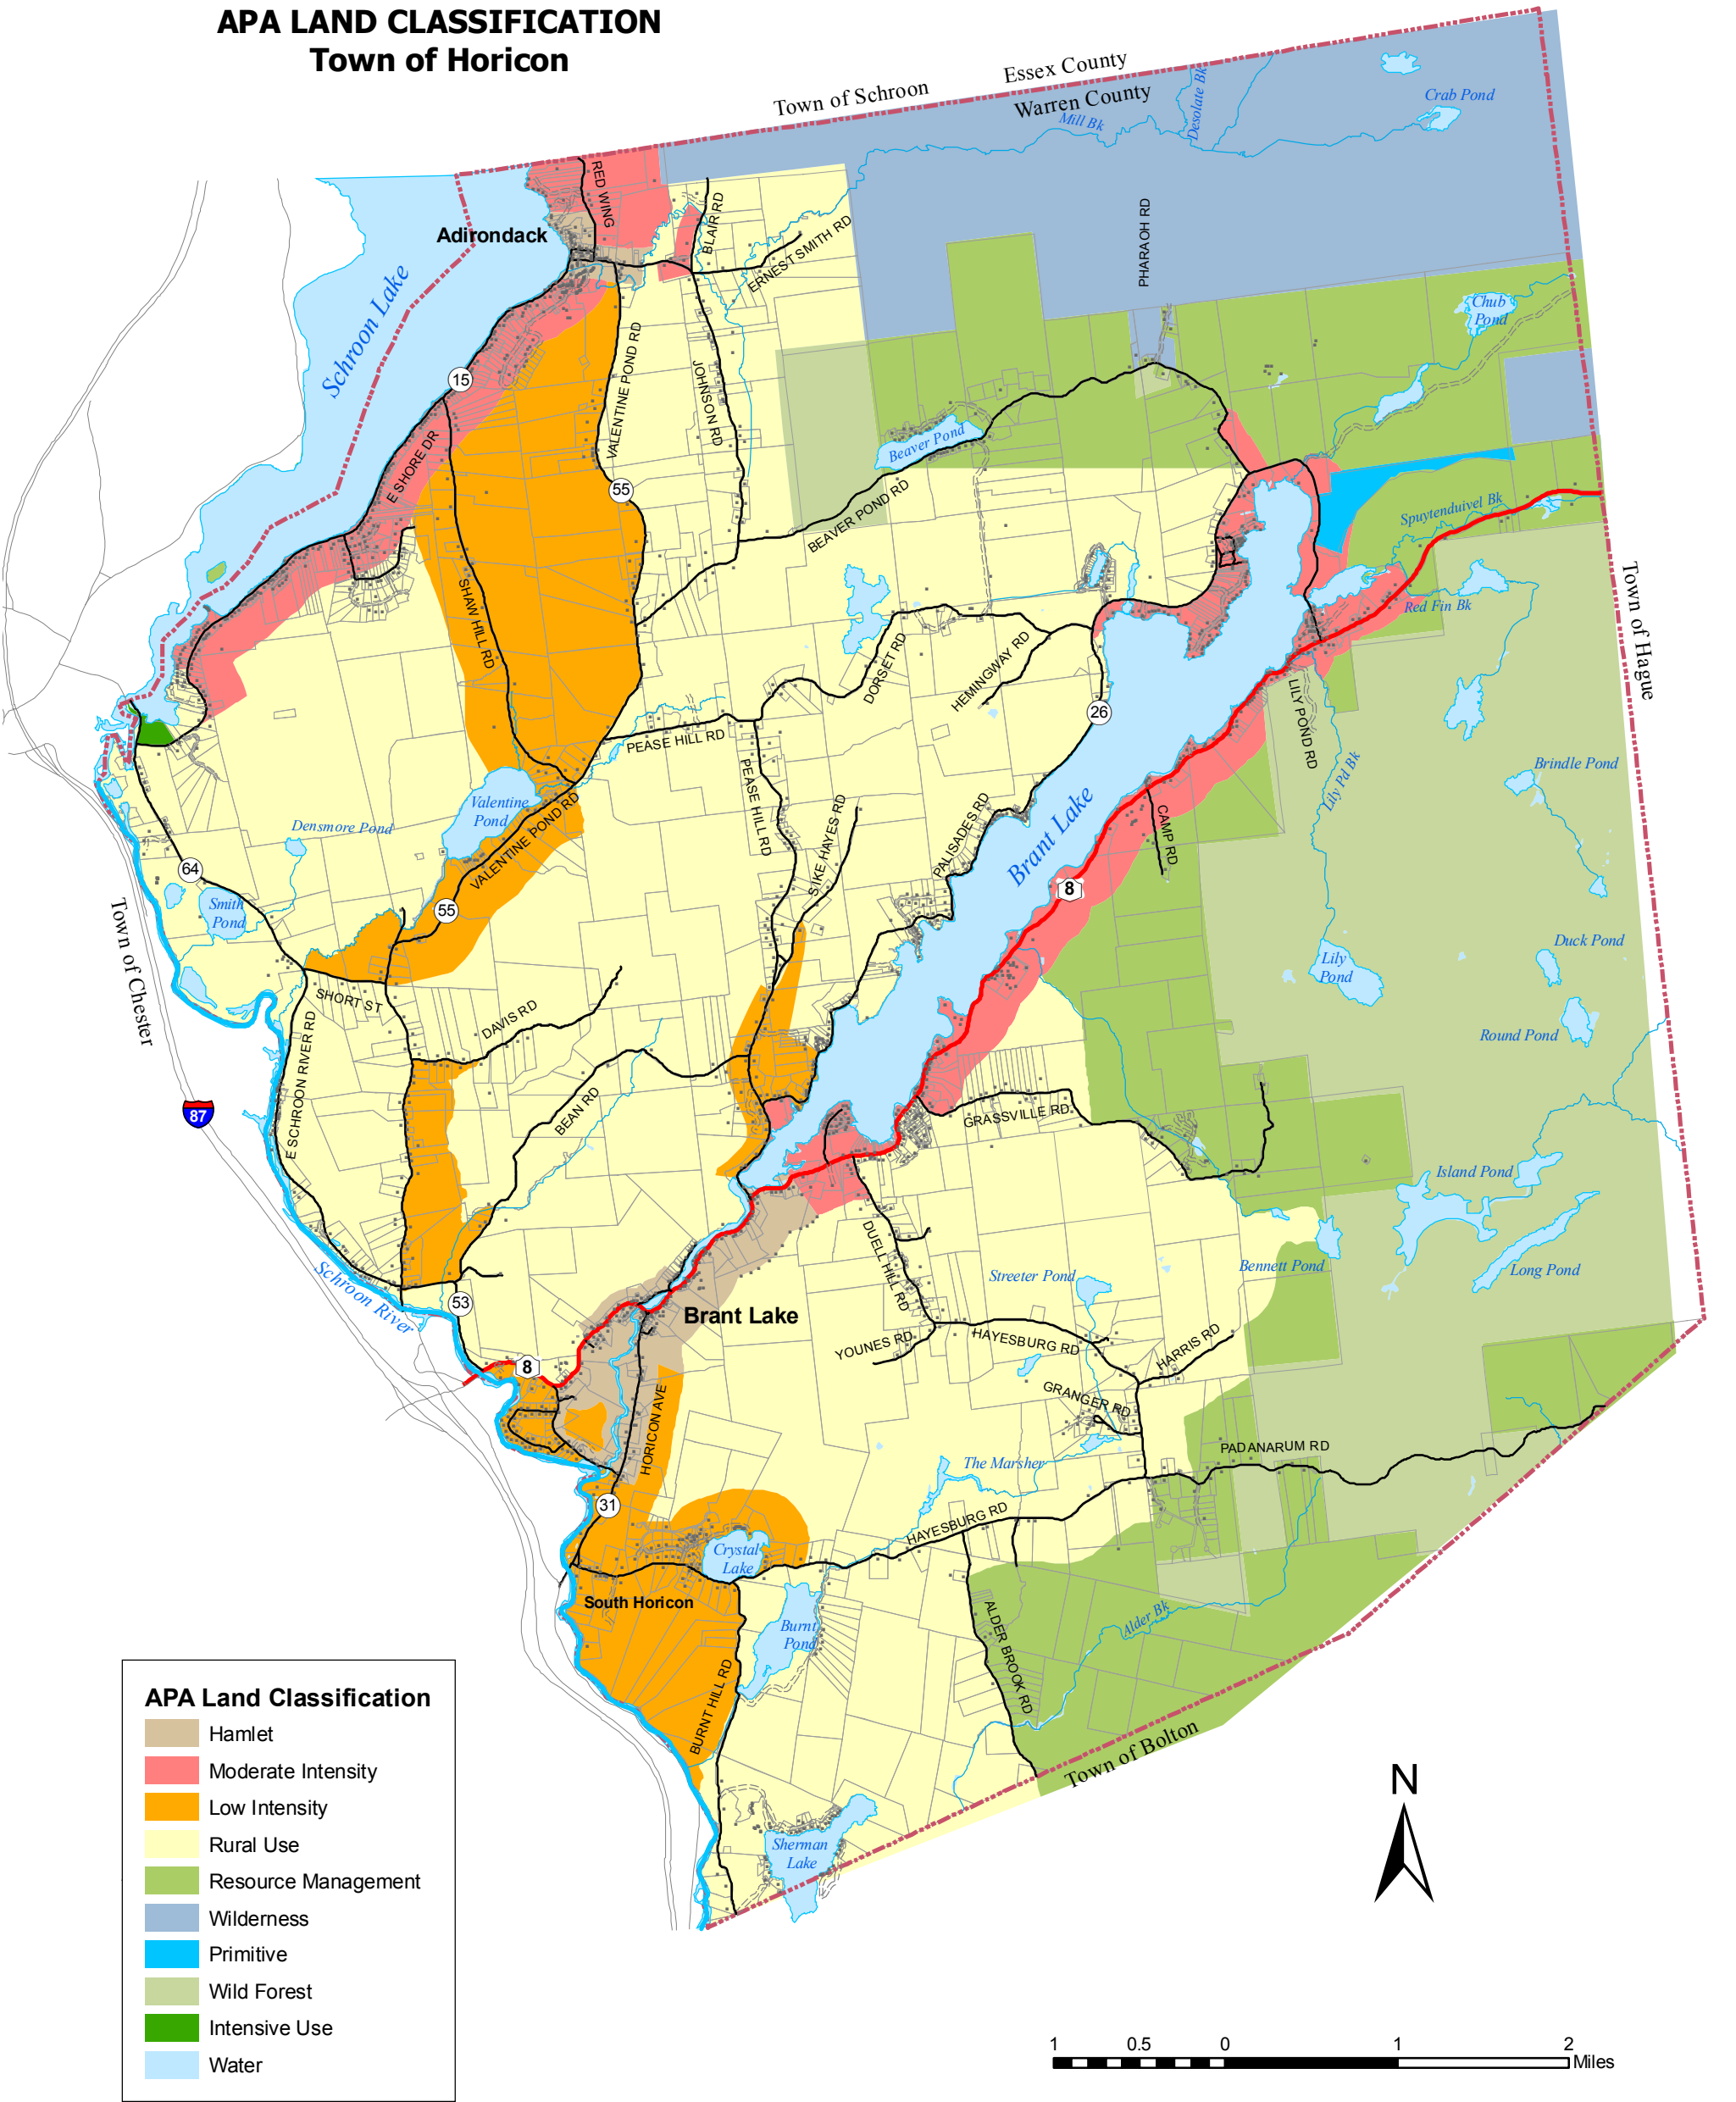 APA LAND CLASSIFICATION
Town of Horicon
Town of Schroon
Essex County
Warren County
Mill Bk
Desolate Bk
Crab Pond
RED WING
BLAIR RD
ERNEST SMITH RD
PHARAOH RD
Adirondack
Schroon Lake
Chub
Pond
15
VALENTINE POND RD
JOHNSON RD
E SHORE DR
Beaver Pond
55
BEAVER POND RD
Spuytenduivel Bk
Red Fin Bk
Town of Hague
SHAW HILL RD
DORSET RD
HEMINGWAY RD
26
LILY POND RD
PEASE HILL RD
PEASE HILL RD
Lily Pd Bk
Brindle Pond
Valentine
Pond
VALENTINE POND RD
SIKE HAYES RD
PALISADES RD
Brant Lake
CAMP RD
Densmore Pond
64
8
55
Smith
Pond
Town of Chester
Duck Pond
Lily
Pond
SHORT ST
DAVIS RD
Round Pond
E SCHROON RIVER RD
BEAN RD
GRASSVILLE RD
87
Island Pond
DUELL HILL RD
Bennett Pond
Long Pond
Streeter Pond
Schroon River
53
Brant Lake
YOUNES RD
HAYESBURG RD
HARRIS RD
8
HORICON AVE
GRANGER RD
PADANARUM RD
The Marsher
31
HAYESBURG RD
Crystal
Lake
South Horicon
Burnt
Pond
ALDER BROOK RD
Alder Bk
BURNT HILL RD
Town of Bolton
Sherman
Lake
APA Land Classification
Hamlet
Moderate Intensity
Low Intensity
Rural Use
Resource Management
Wilderness
Primitive
Wild Forest
Intensive Use
Water
N
1 0.5 0 1 2
Miles